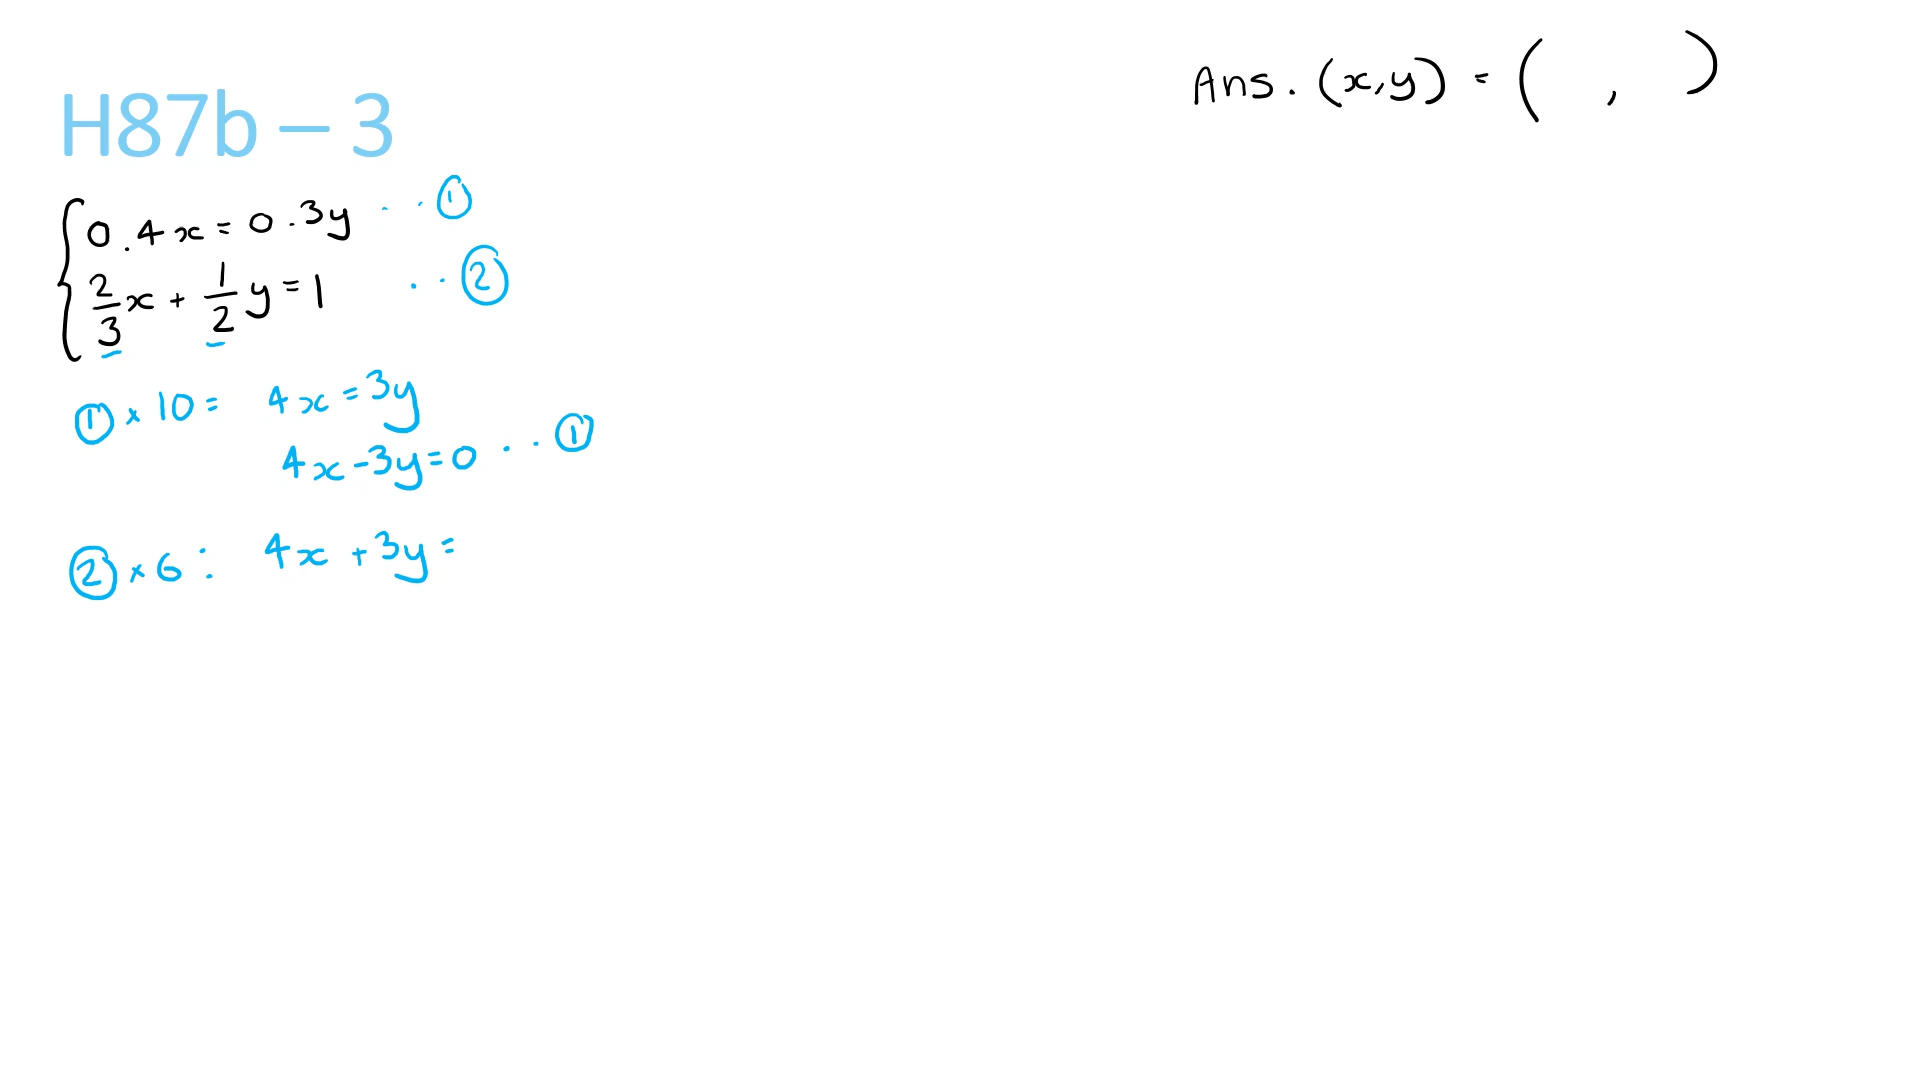 Ans. (x,y) = ( , )
H87b – 3
0.4x = 0.3y ..①
2/3x + 1/2y = 1 ..②
① × 10 = 4x = 3y
4x - 3y = 0 ..①
② × 6 : 4x + 3y =